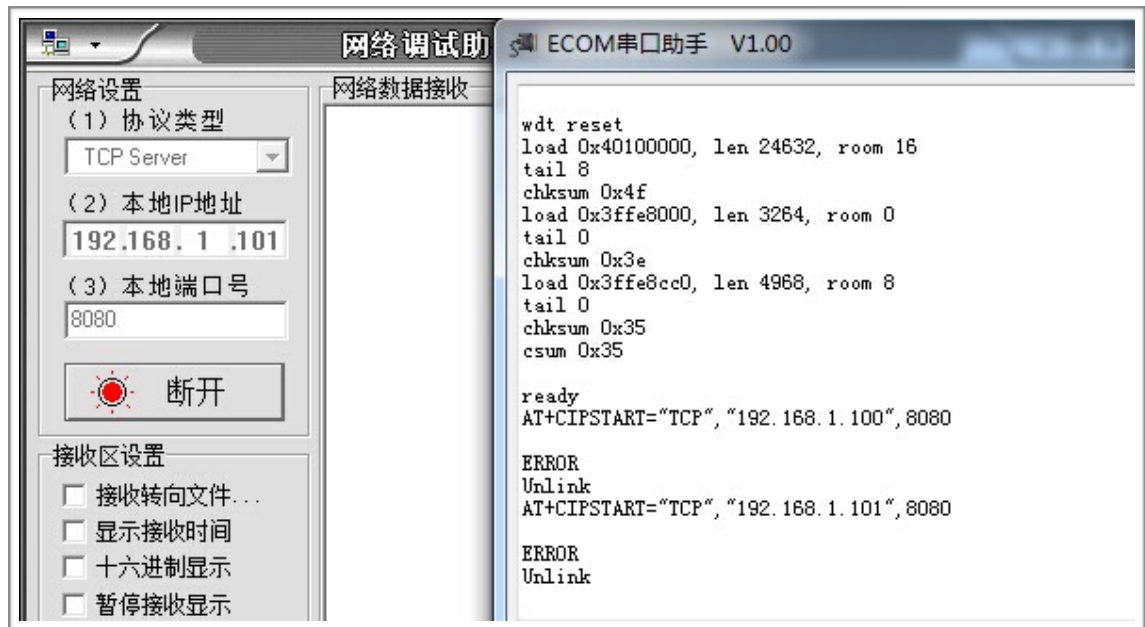 网络调试助
网络设置
(1) 协议类型
TCP Server
(2) 本地IP地址
192.168. 1 .101
(3) 本地端口号
8080
断开
接收区设置
接收转向文件...
显示接收时间
十六进制显示
暂停接收显示
网络数据接收
ECOM串口助手 V1.00
wdt reset
load 0x40100000, len 24632, room 16
tail 8
chksum 0x4f
load 0x3ffe8000, len 3264, room 0
tail 0
chksum 0x3e
load 0x3ffe8cc0, len 4968, room 8
tail 0
chksum 0x35
csum 0x35
ready
AT+CIPSTART="TCP","192.168.1.100",8080
ERROR
Unlink
AT+CIPSTART="TCP","192.168.1.101",8080
ERROR
Unlink